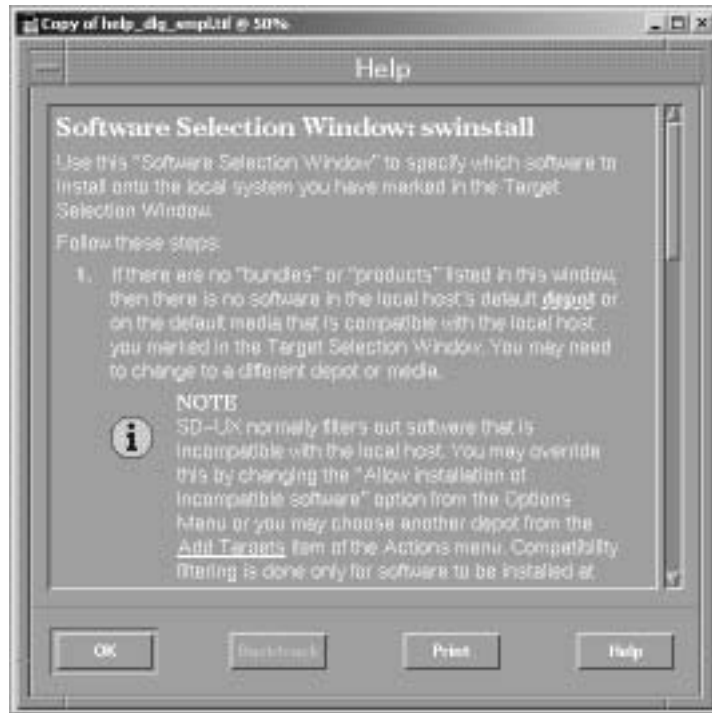 Copy of help_dlg_smpl.tif @ 50%
Help
Software Selection Window: swinstall
Use this "Software Selection Window" to specify which software to
install onto the local system you have marked in the Target
Selection Window.
Follow these steps:
1. If there are no "bundles" or "products" listed in this window,
then there is no software in the local host's default depot or
on the default media that is compatible with the local host
you marked in the Target Selection Window. You may need
to change to a different depot or media.
NOTE
SD-UX normally filters out software that is
incompatible with the local host. You may override
this by changing the "Allow installation of
incompatible software" option from the Options
Menu or you may choose another depot from the
Add Targets item of the Actions menu. Compatibility
filtering is done only for software to be installed at
OK
Backtrack
Print
Help